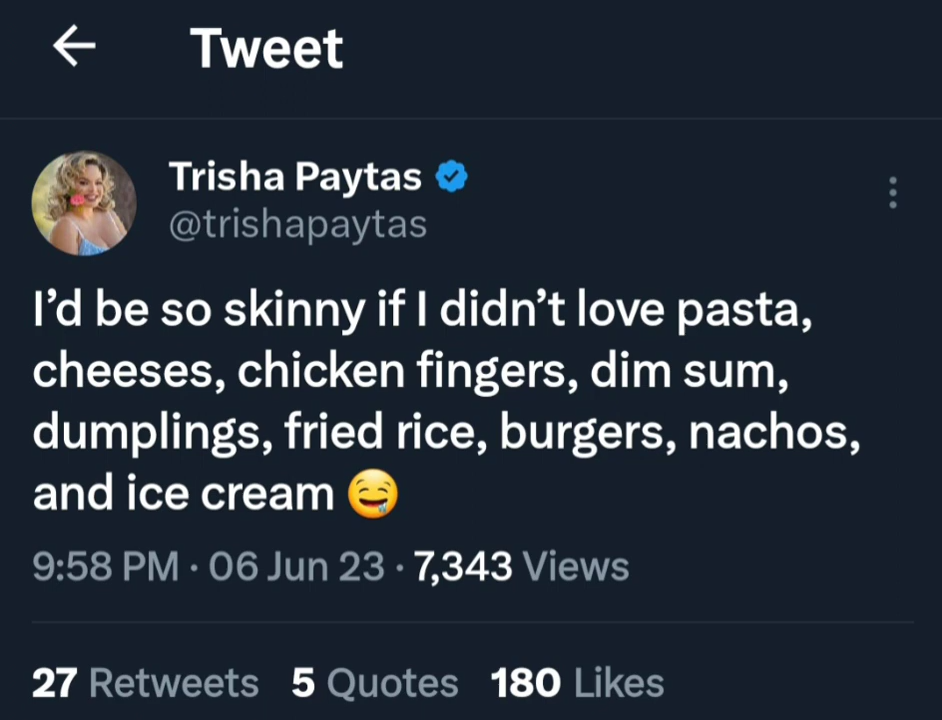 Tweet
Trisha Paytas
@trishapaytas
I’d be so skinny if I didn’t love pasta,
cheeses, chicken fingers, dim sum,
dumplings, fried rice, burgers, nachos,
and ice cream 🤤
9:58 PM · 06 Jun 23 · 7,343 Views
27 Retweets 5 Quotes 180 Likes